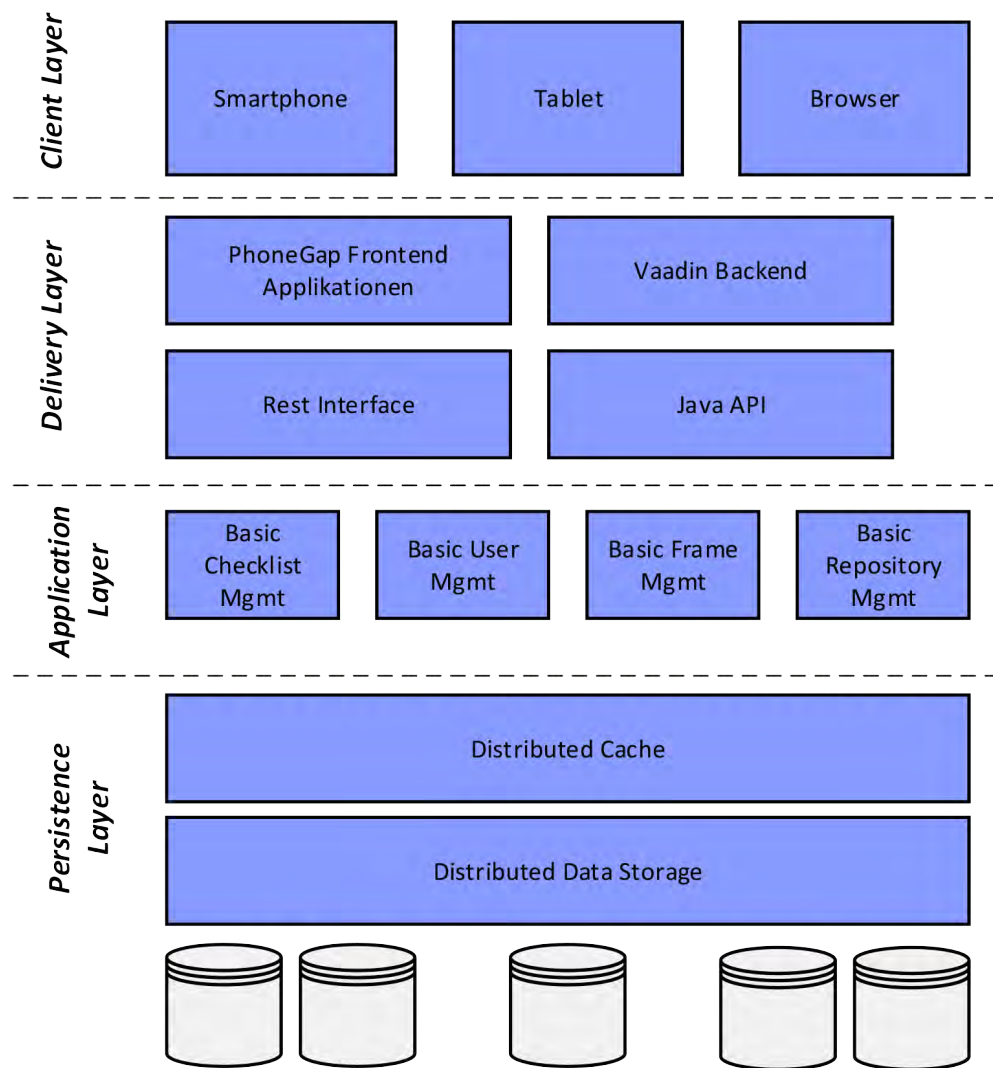 Client Layer
Smartphone
Tablet
Browser
Delivery Layer
PhoneGap Frontend
Applikationen
Vaadin Backend
Rest Interface
Java API
Application
Layer
Basic
Checklist
Mgmt
Basic User
Mgmt
Basic Frame
Mgmt
Basic
Repository
Mgmt
Persistence
Layer
Distributed Cache
Distributed Data Storage